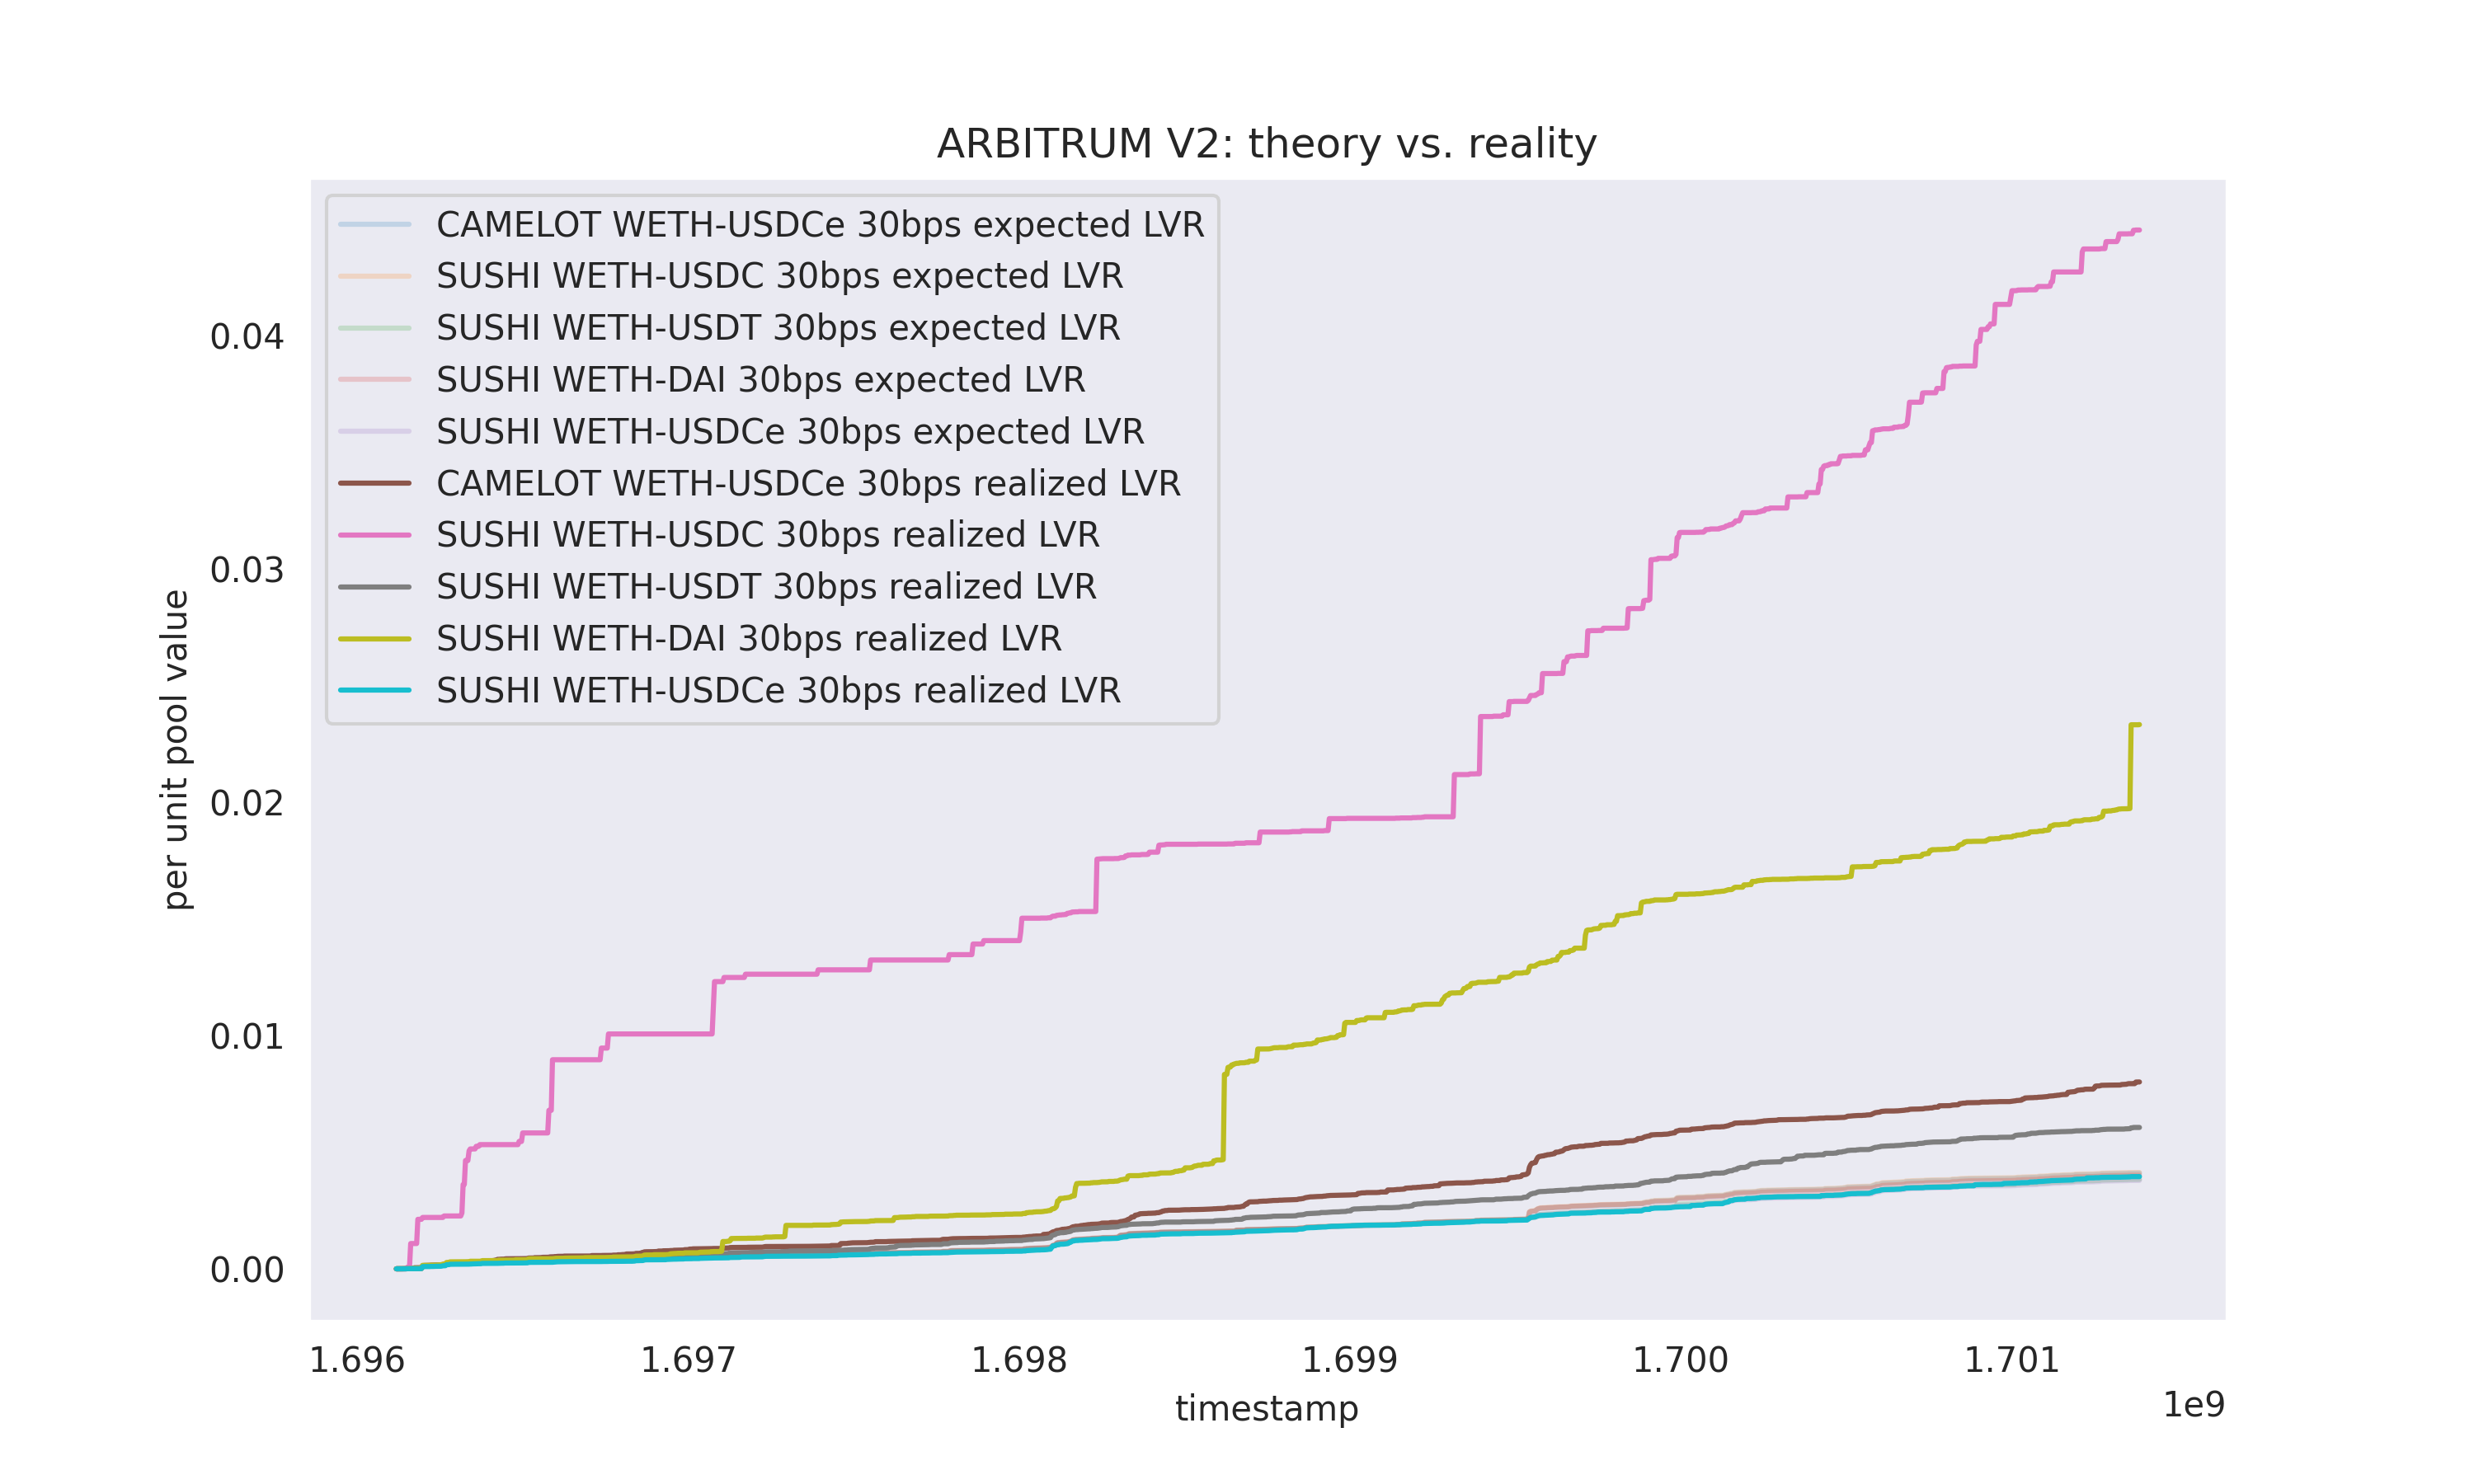 ARBITRUM V2: theory vs. reality
CAMELOT WETH-USDCe 30bps expected LVR
SUSHI WETH-USDC 30bps expected LVR
SUSHI WETH-USDT 30bps expected LVR
SUSHI WETH-DAI 30bps expected LVR
SUSHI WETH-USDCe 30bps expected LVR
CAMELOT WETH-USDCe 30bps realized LVR
SUSHI WETH-USDC 30bps realized LVR
SUSHI WETH-USDT 30bps realized LVR
SUSHI WETH-DAI 30bps realized LVR
SUSHI WETH-USDCe 30bps realized LVR
per unit pool value
0.04
0.03
0.02
0.01
0.00
1.696 1.697 1.698 1.699 1.700 1.701
timestamp
1e9